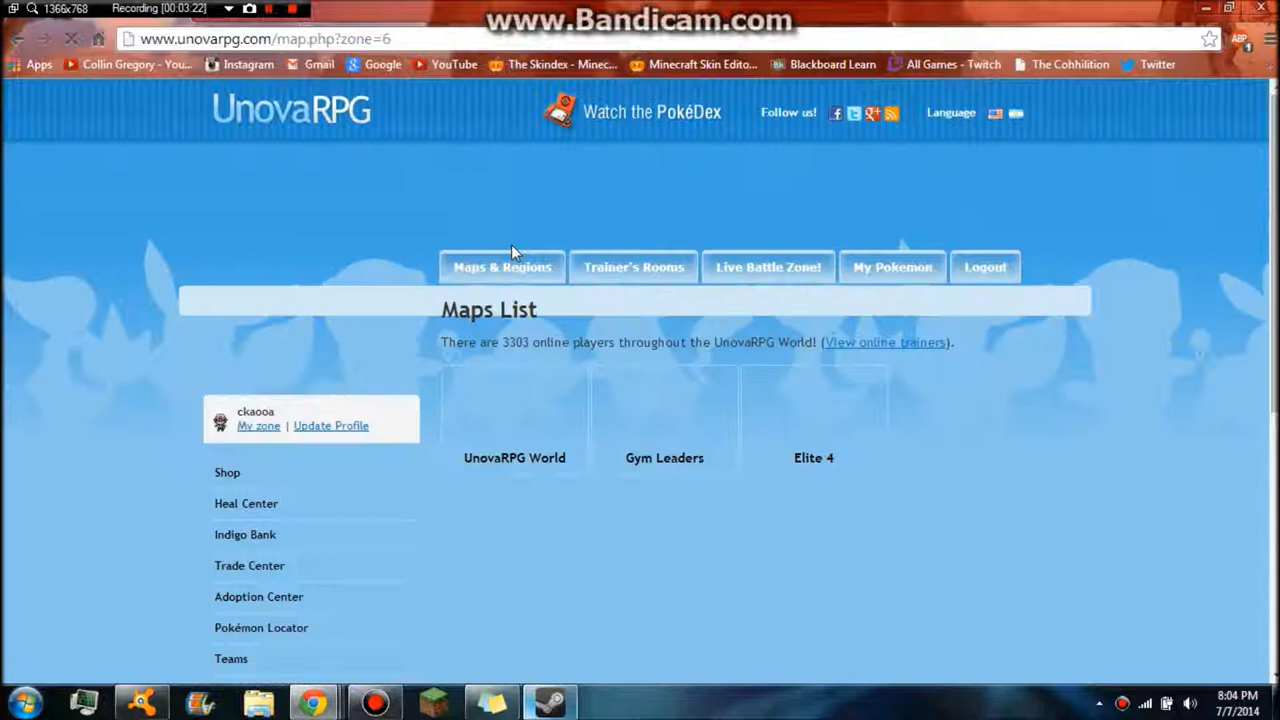 1366x768 Recording [00:03:22]
www.Bandicam.com
www.unovarpg.com/map.php?zone=6
ABP
1
Apps Collin Gregory - You... Instagram Gmail Google YouTube The Skindex - Minec... Minecraft Skin Edito... Blackboard Learn All Games - Twitch The Cohhilition Twitter
UnovaRPG Watch the PokéDex Follow us! Language
Maps & Regions Trainer's Rooms Live Battle Zone! My Pokemon Logout
Maps List
There are 3303 online players throughout the UnovaRPG World! (View online trainers).
ckaooa
My zone | Update Profile
UnovaRPG World Gym Leaders Elite 4
Shop
Heal Center
Indigo Bank
Trade Center
Adoption Center
Pokémon Locator
Teams
8:04 PM
7/7/2014